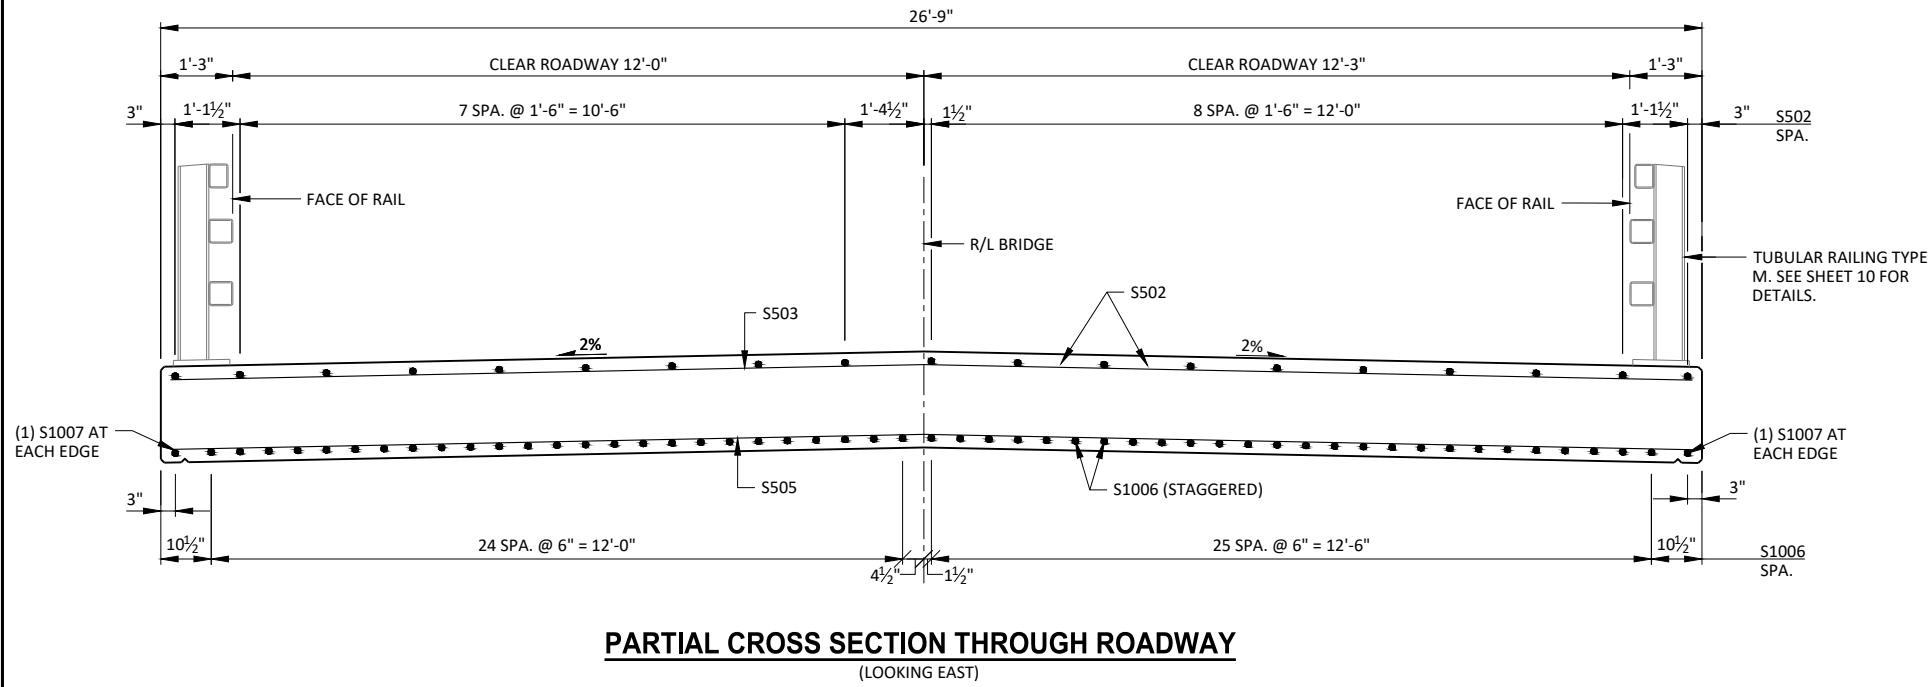 26'-9"
1'-3"
CLEAR ROADWAY 12'-0"
CLEAR ROADWAY 12'-3"
1'-3"
3"
1'-1½"
7 SPA. @ 1'-6" = 10'-6"
1'-4½"
1½"
8 SPA. @ 1'-6" = 12'-0"
1'-1½"
3"
S502
SPA.
FACE OF RAIL
FACE OF RAIL
R/L BRIDGE
TUBULAR RAILING TYPE
M. SEE SHEET 10 FOR
DETAILS.
S502
S503
2%
2%
(1) S1007 AT
EACH EDGE
(1) S1007 AT
EACH EDGE
S505
S1006 (STAGGERED)
3"
3"
10½"
24 SPA. @ 6" = 12'-0"
25 SPA. @ 6" = 12'-6"
10½"
S1006
SPA.
4½"
1½"
PARTIAL CROSS SECTION THROUGH ROADWAY
(LOOKING EAST)